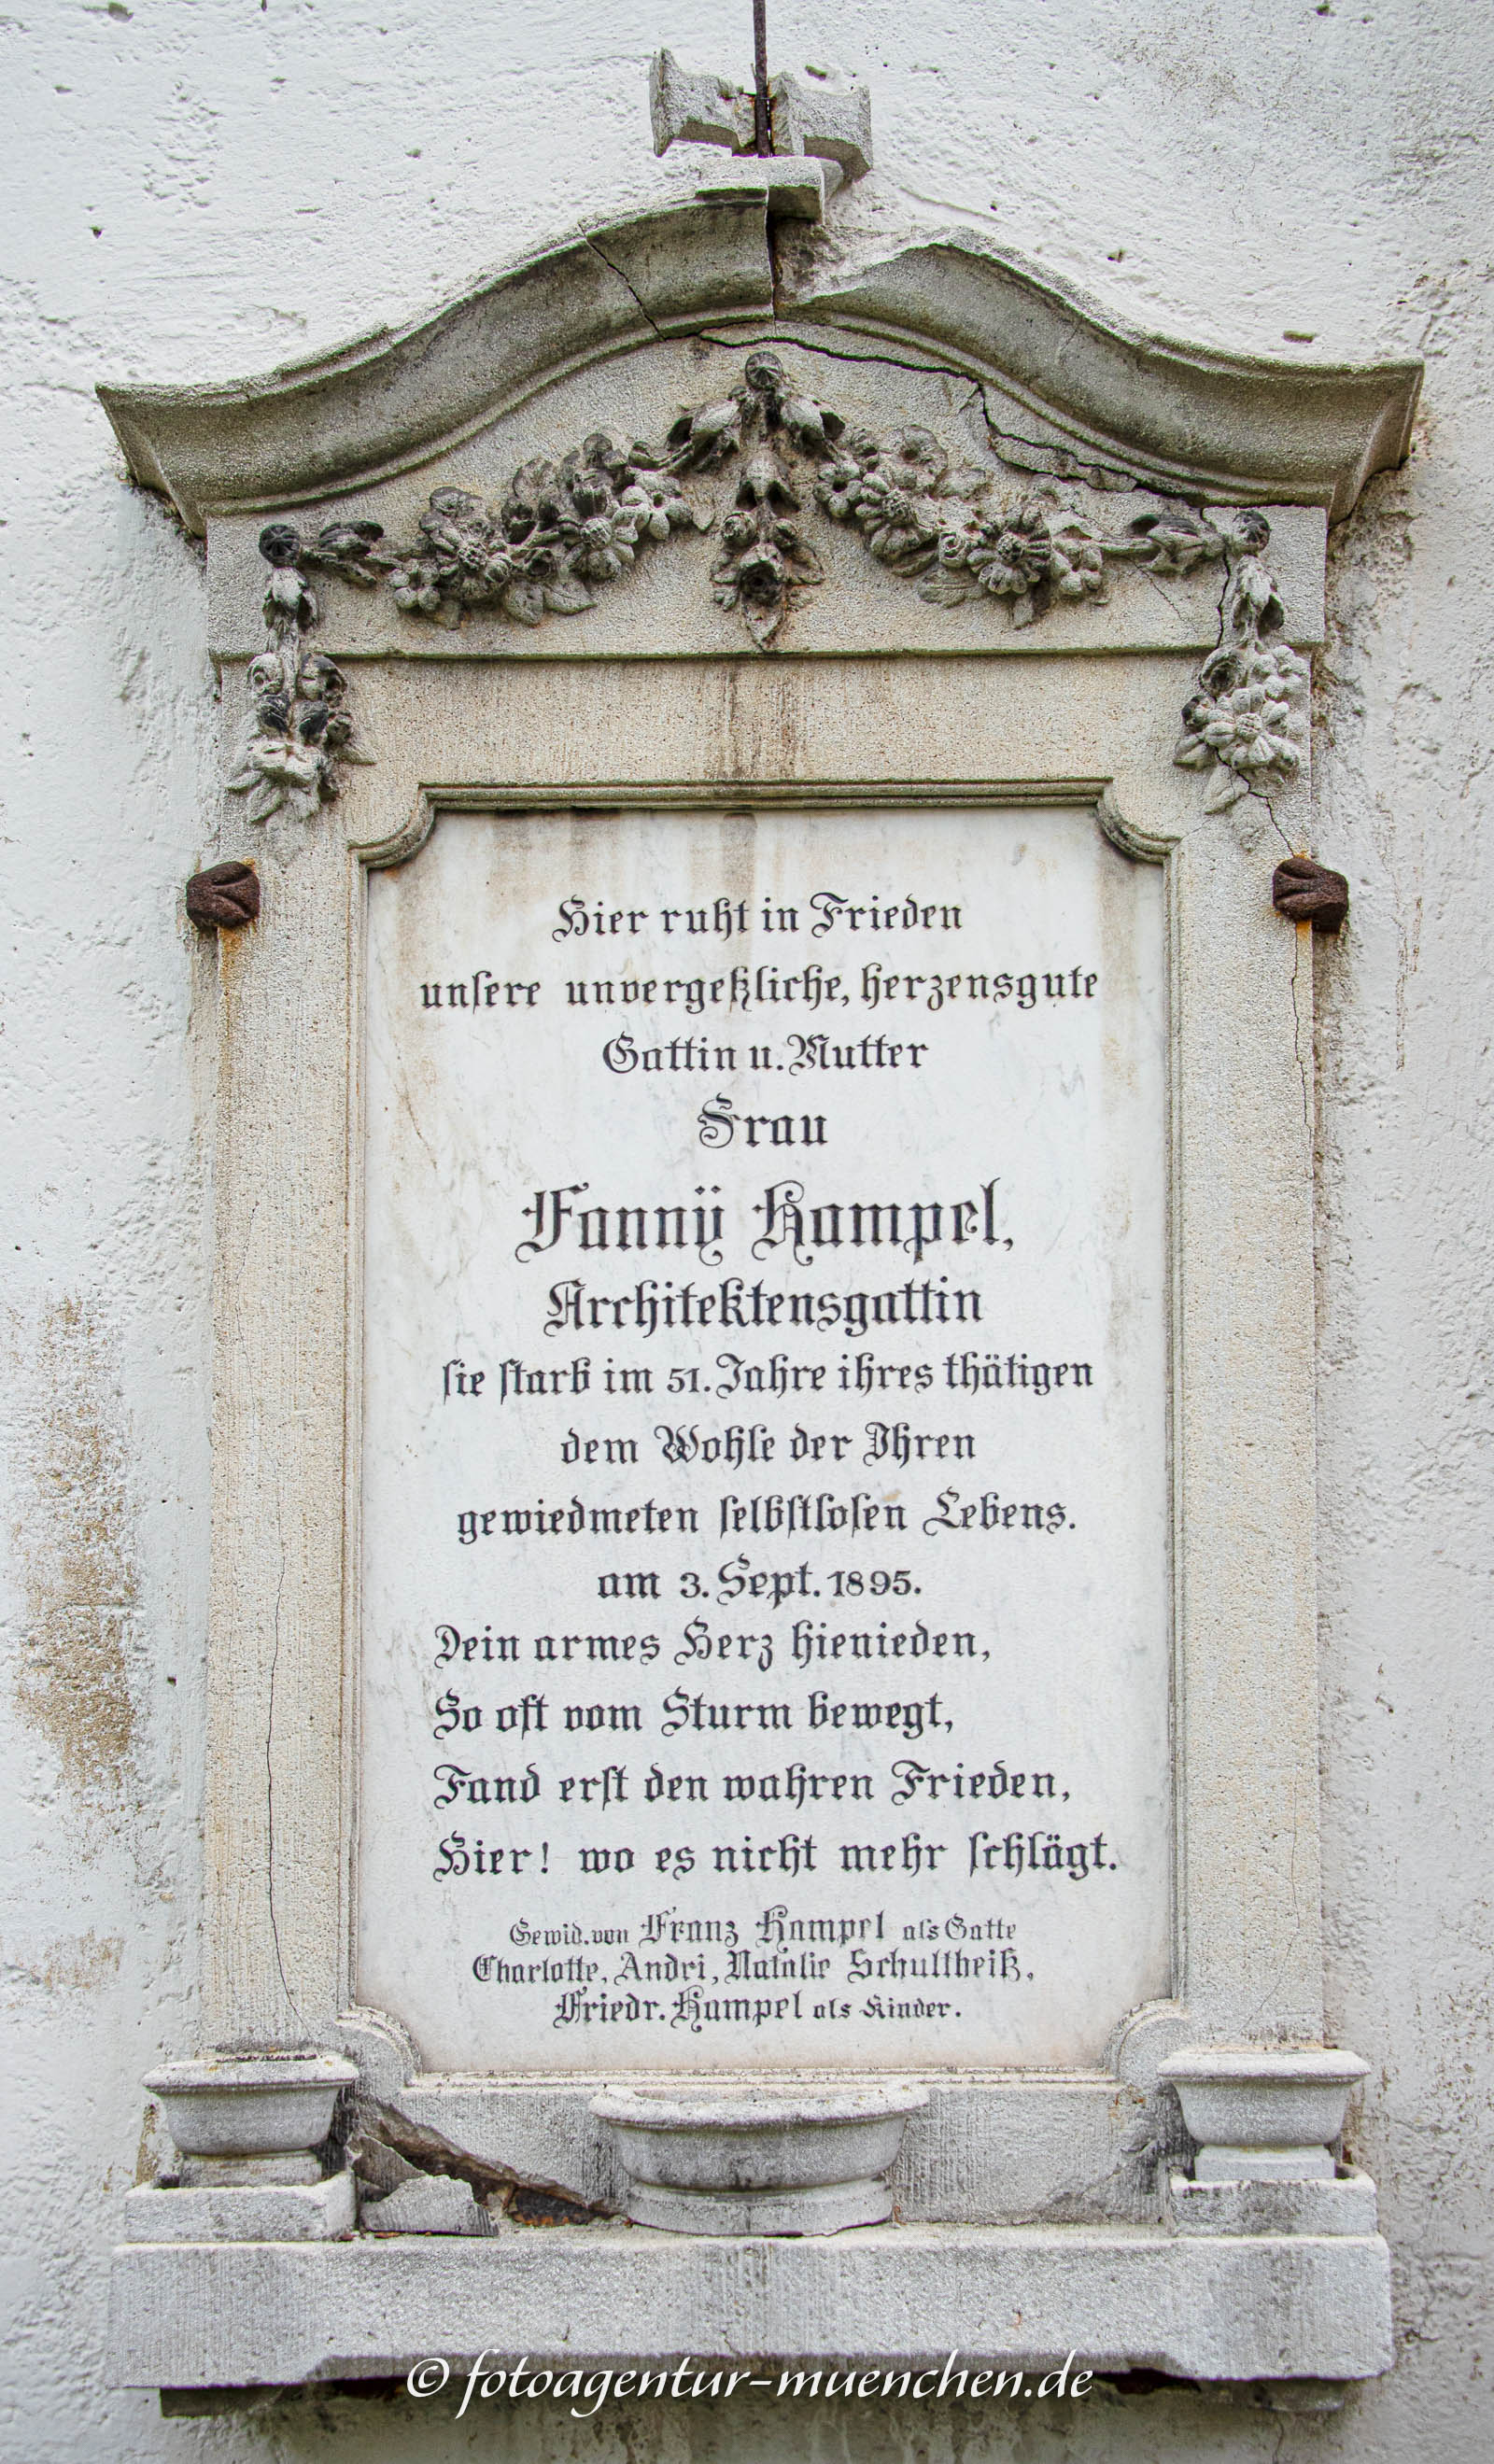 Hier ruht in Frieden
unsere unvergeßliche, herzensgute
Gattin u. Mutter
Frau
Fannÿ Hampel,
Architektensgattin
sie starb im 51. Jahre ihres thätigen
dem Wohle der Ihren
gewiedmeten selbstlosen Lebens.
am 3. Sept. 1895.
Dein armes Herz hienieden,
So oft vom Sturm bewegt,
Fand erst den wahren Frieden,
Hier! wo es nicht mehr schlägt.
Gewid. von Franz Hampel als Gatte
Charlotte, Andri, Natalie Schultheiß,
Friedr. Hampel als Kinder.
© fotoagentur-muenchen.de